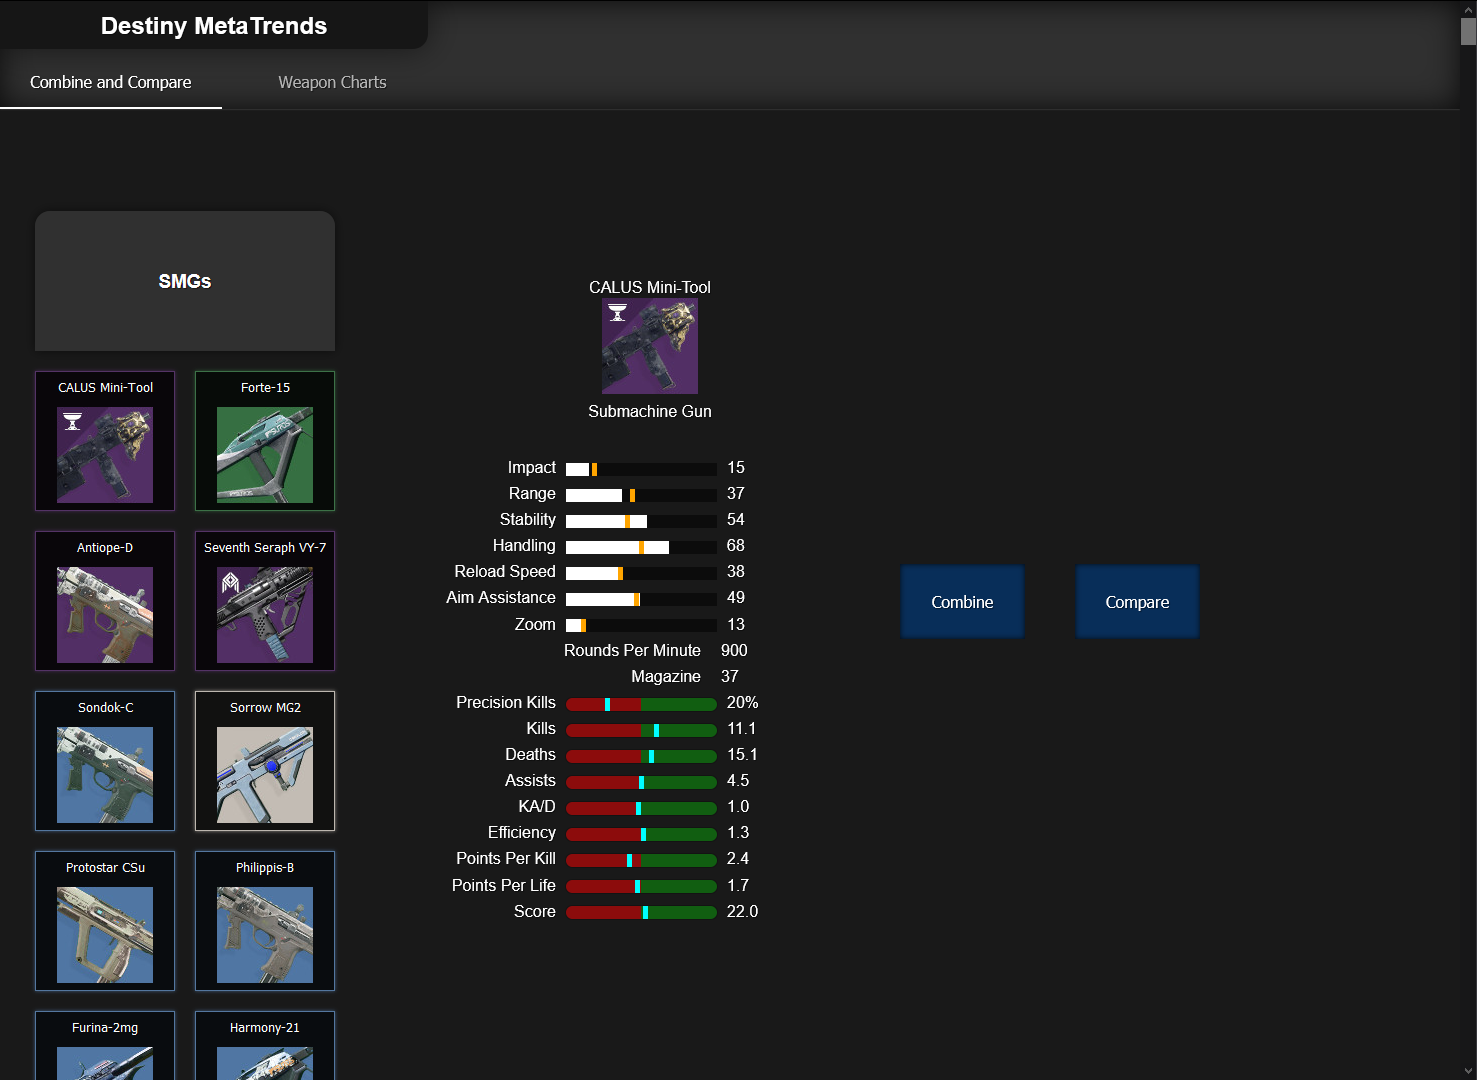 Destiny MetaTrends
Combine and Compare
Weapon Charts
SMGs
CALUS Mini-Tool
Forte-15
Antiope-D
Seventh Seraph VY-7
Sondok-C
Sorrow MG2
Protostar CSu
Philippis-B
Furina-2mg
Harmony-21
CALUS Mini-Tool
Submachine Gun
Impact 15
Range 37
Stability 54
Handling 68
Reload Speed 38
Aim Assistance 49
Zoom 13
Rounds Per Minute 900
Magazine 37
Precision Kills 20%
Kills 11.1
Deaths 15.1
Assists 4.5
KA/D 1.0
Efficiency 1.3
Points Per Kill 2.4
Points Per Life 1.7
Score 22.0
Combine
Compare